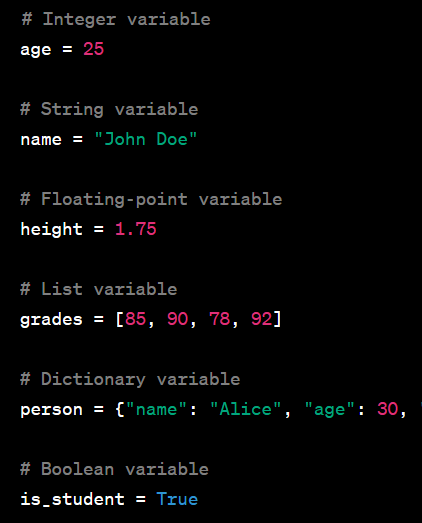 # Integer variable
age = 25
# String variable
name = "John Doe"
# Floating-point variable
height = 1.75
# List variable
grades = [85, 90, 78, 92]
# Dictionary variable
person = {"name": "Alice", "age": 30,
# Boolean variable
is_student = True